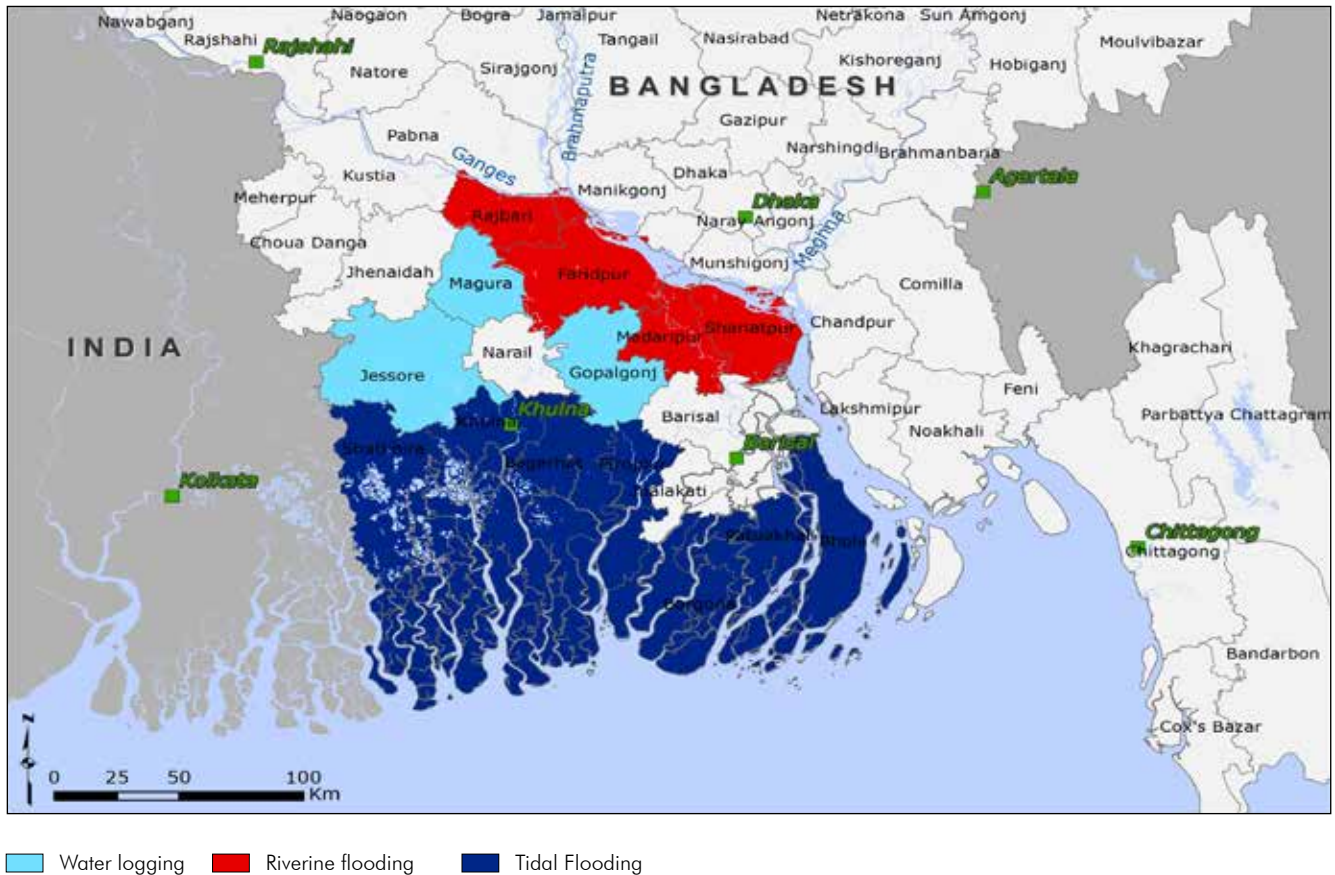 Nawabganj
Naogaon
Bogra
Jamalpur
Netrakona
Sun Amgonj
Rajshahi
Rajshahi
Tangail
Nasirabad
Moulvibazar
Natore
Sirajgonj
Kishoreganj
Hobiganj
BANGLADESH
Brahmaputra
Gazipur
Pabna
Narshingdi
Brahmanbaria
Ganges
Kustia
Dhaka
Agartala
Meherpur
Manikgonj
Dhaka
Rajbari
Naray Angonj
Meghna
Choua Danga
Jhenaidah
Munshigonj
Faridpur
Magura
Comilla
INDIA
Madaripur
Shariatpur
Chandpur
Narail
Khagrachari
Jessore
Gopalgonj
Feni
Khulna
Khulna
Barisal
Lakshmipur
Parbattya Chattagram
Noakhali
Barisal
Bagerhat
Kolkata
Patuakhali
Bhola
Chittagong
Chittagong
Bandarbon
Cox's Bazar
N
0 25 50 100
Km
Water logging Riverine flooding Tidal Flooding